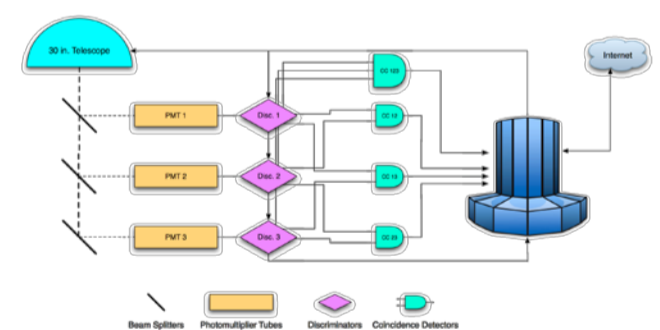 30 in. Telescope
Internet
CC 123
PMT 1
Disc. 1
CC 12
PMT 2
Disc. 2
CC 13
PMT 3
Disc. 3
CC 23
Beam Splitters
Photomultiplier Tubes
Discriminators
Coincidence Detectors